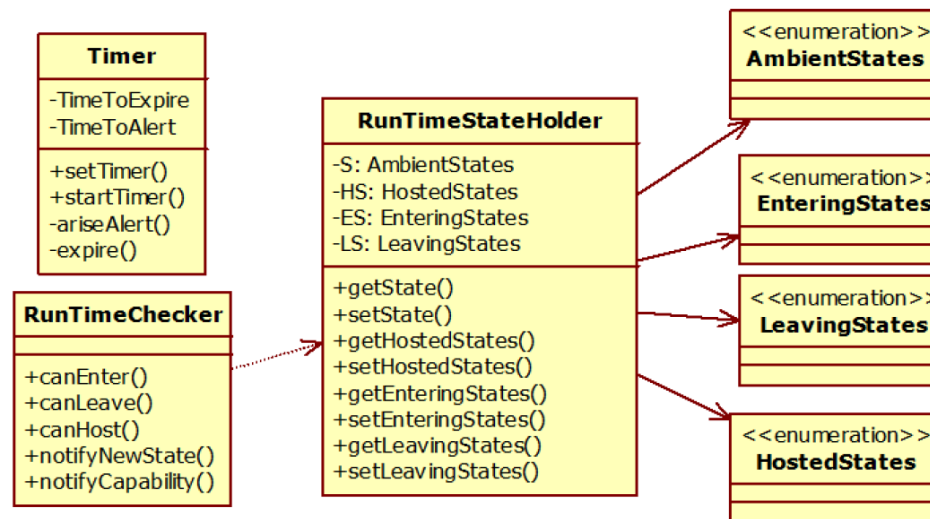 Timer
-TimeToExpire
-TimeToAlert
+setTimer()
+startTimer()
-ariseAlert()
-expire()
RunTimeChecker
+canEnter()
+canLeave()
+canHost()
+notifyNewState()
+notifyCapability()
RunTimeStateHolder
-S: AmbientStates
-HS: HostedStates
-ES: EnteringStates
-LS: LeavingStates
+getState()
+setState()
+getHostedStates()
+setHostedStates()
+getEnteringStates()
+setEnteringStates()
+getLeavingStates()
+setLeavingStates()
<<enumeration>>
AmbientStates
<<enumeration>>
EnteringStates
<<enumeration>>
LeavingStates
<<enumeration>>
HostedStates